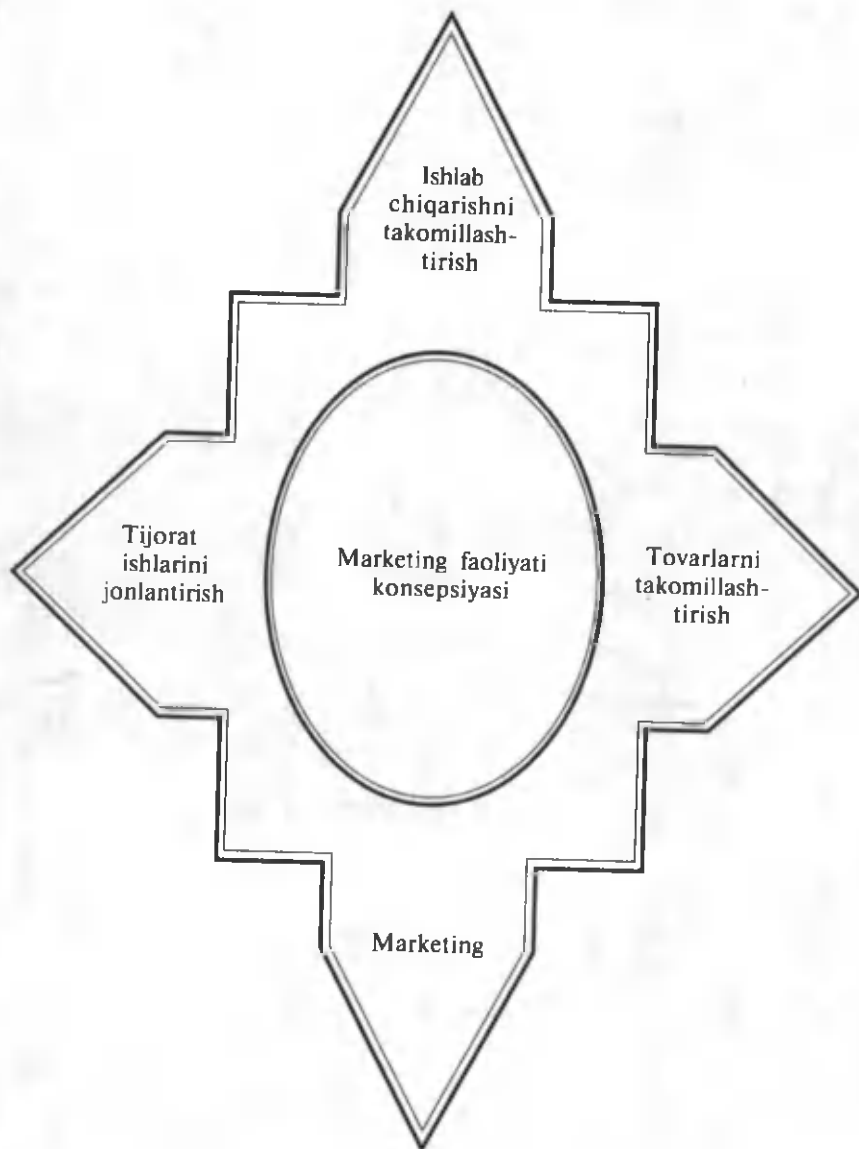 Ishlab
chiqarishni
takomillash-
tirish
Tijorat
ishlarini
jonlantirish
Marketing faoliyati
konsepsiyasi
Tovarlarni
takomillash-
tirish
Marketing